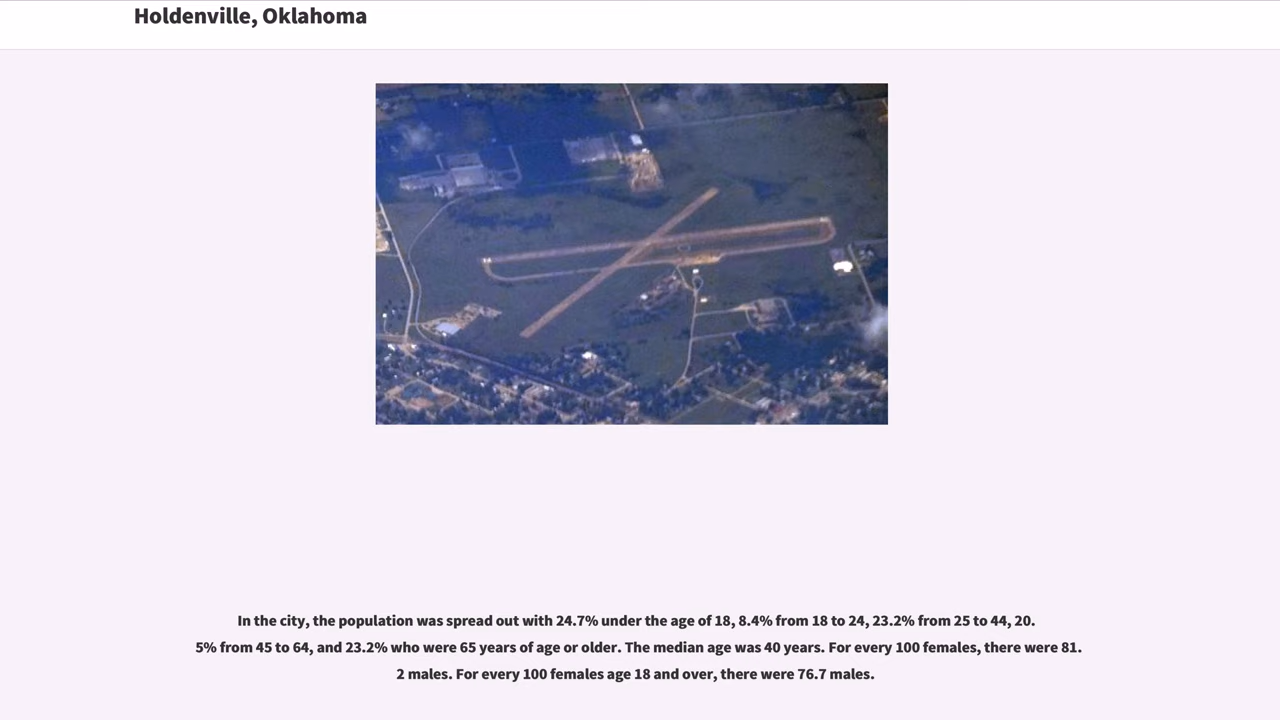 Holdenville, Oklahoma
In the city, the population was spread out with 24.7% under the age of 18, 8.4% from 18 to 24, 23.2% from 25 to 44, 20.
5% from 45 to 64, and 23.2% who were 65 years of age or older. The median age was 40 years. For every 100 females, there were 81.
2 males. For every 100 females age 18 and over, there were 76.7 males.